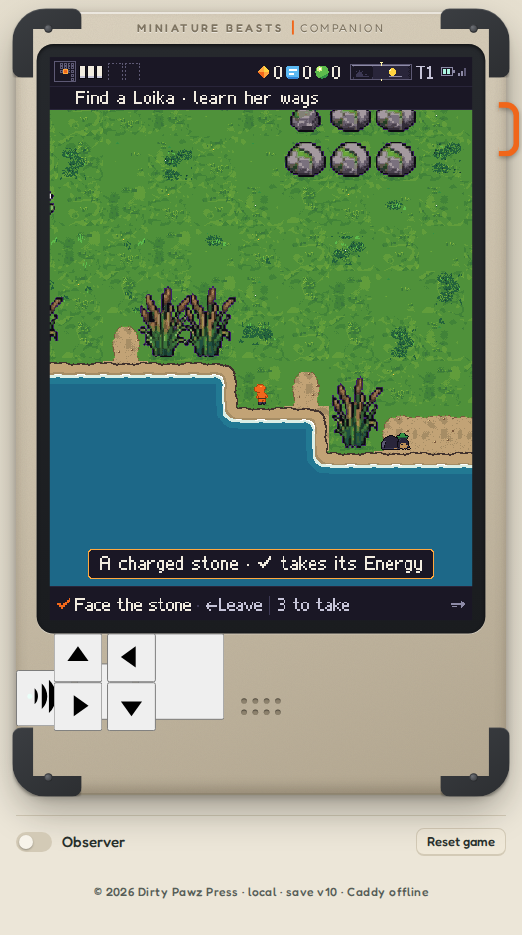 MINIATURE BEASTS | COMPANION
0 0 0 T1
Find a Loika · learn her ways
A charged stone · ✓ takes its Energy
✓ Face the stone · ←Leave | 3 to take →
Observer
Reset game
© 2026 Dirty Pawz Press · local · save v10 · Caddy offline